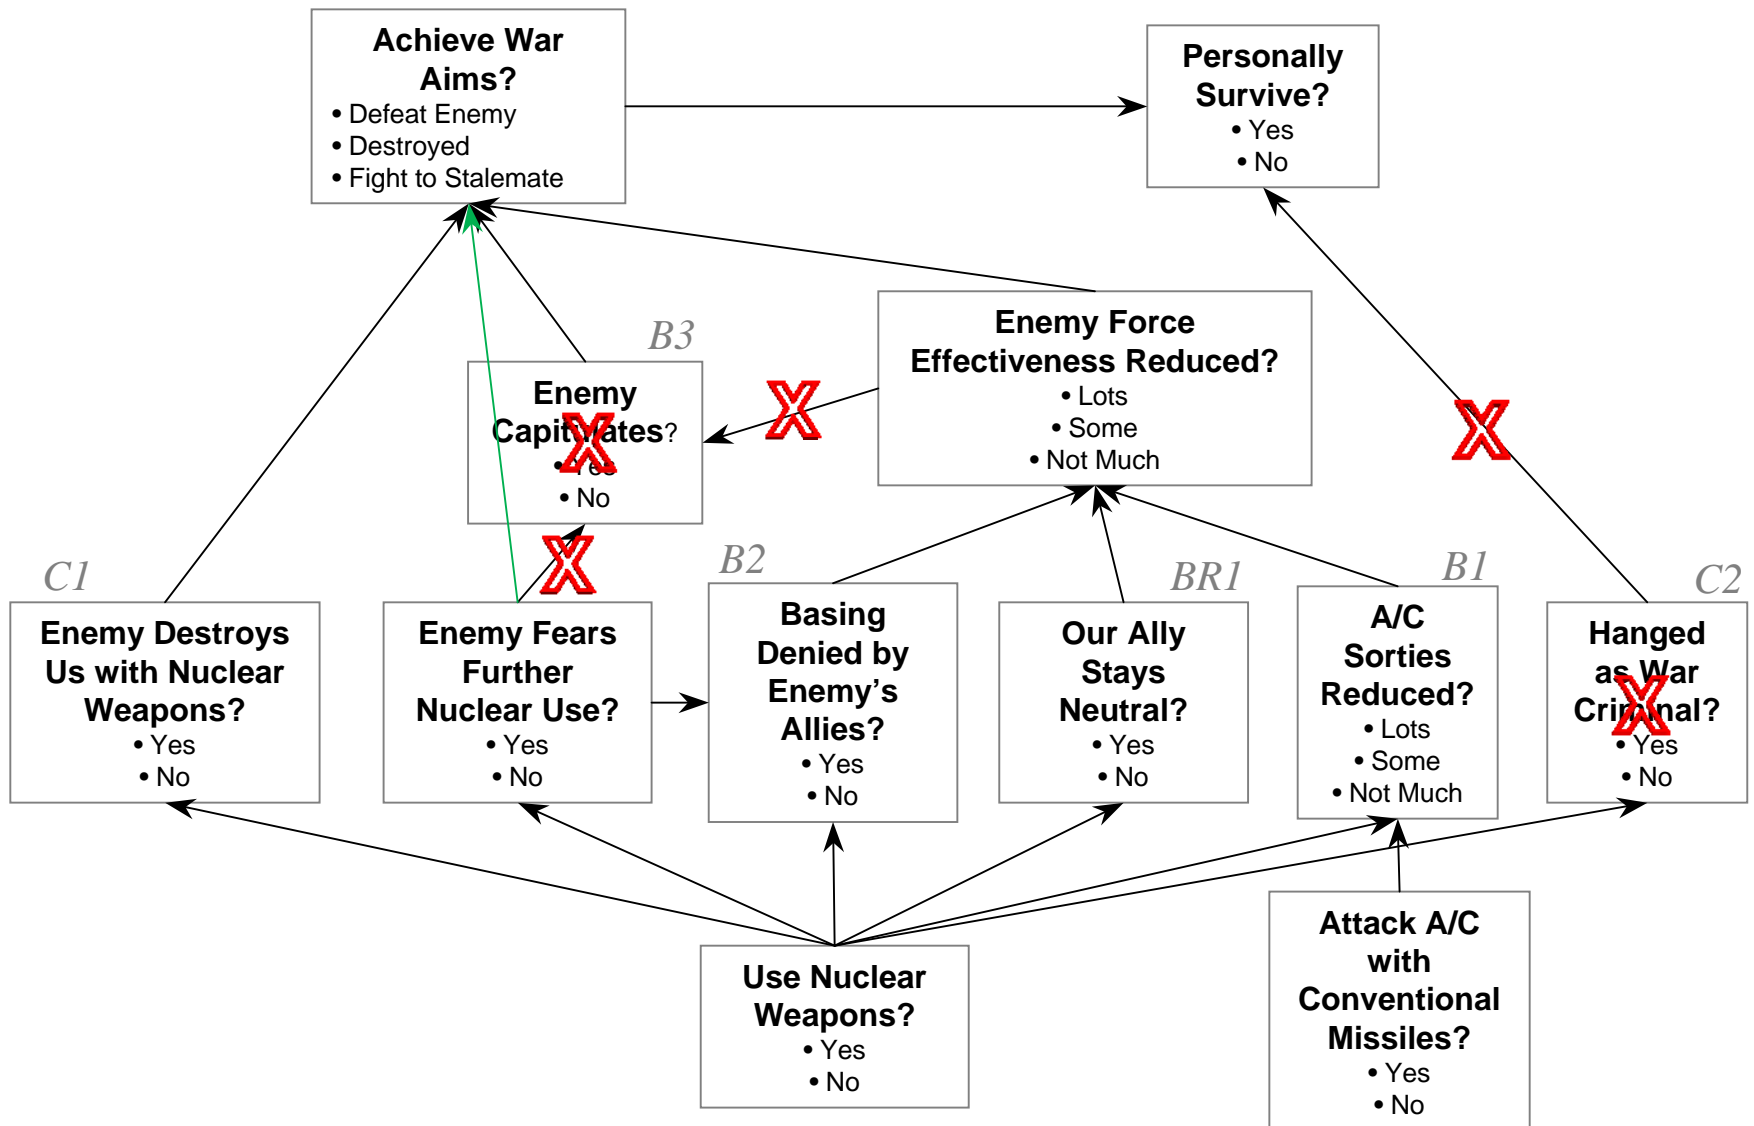 Achieve War
Aims?
• Defeat Enemy
• Destroyed
• Fight to Stalemate
Personally
Survive?
• Yes
• No
B3
Enemy
Capitulates?
• Yes
• No
Enemy Force
Effectiveness Reduced?
• Lots
• Some
• Not Much
C1
Enemy Destroys
Us with Nuclear
Weapons?
• Yes
• No
Enemy Fears
Further
Nuclear Use?
• Yes
• No
B2
Basing
Denied by
Enemy's
Allies?
• Yes
• No
BR1
Our Ally
Stays
Neutral?
• Yes
• No
B1
A/C
Sorties
Reduced?
• Lots
• Some
• Not Much
C2
Hanged
as War
Criminal?
• Yes
• No
Use Nuclear
Weapons?
• Yes
• No
Attack A/C
with
Conventional
Missiles?
• Yes
• No
X
X
X
X
X